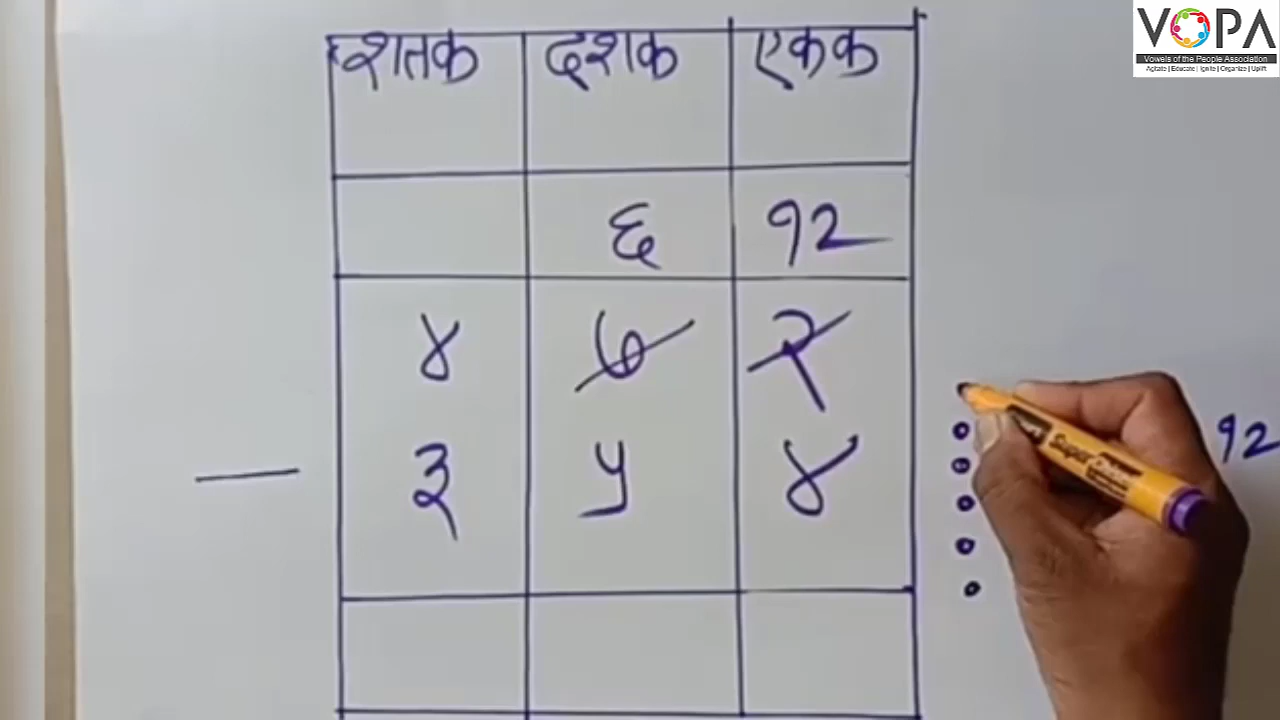 VOPA
Vowels of the People Association
Agitate | Educate | Ignite | Organize | Uplift
शतक दशक एकक
६ १२
४ ७ २
— ३ ५ ४
१२